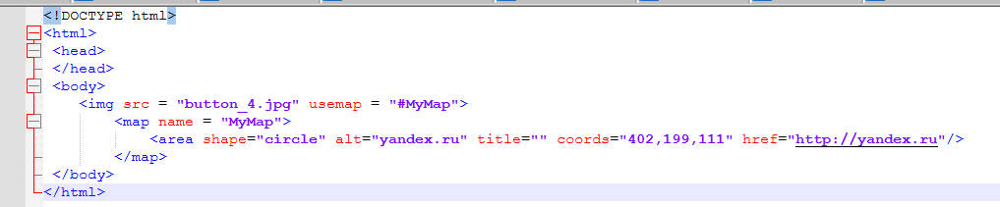 <!DOCTYPE html>
<html>
<head>
</head>
<body>
<img src = "button_4.jpg" usemap = "#MyMap">
<map name = "MyMap">
<area shape="circle" alt="yandex.ru" title="" coords="402,199,111" href="http://yandex.ru"/>
</map>
</body>
</html>